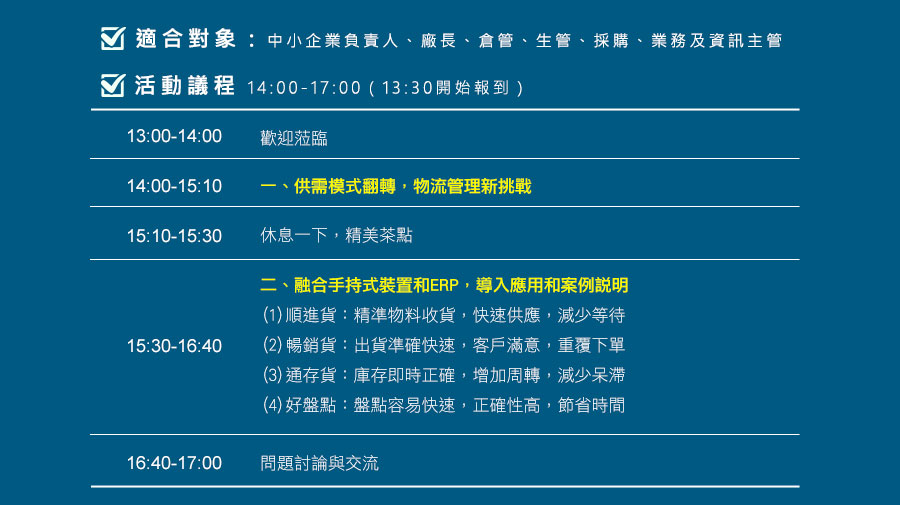 適合對象：中小企業負責人、廠長、倉管、生管、採購、業務及資訊主管
活動議程 14:00-17:00 ( 13:30開始報到 )
13:00-14:00 歡迎蒞臨
14:00-15:10 一、供需模式翻轉，物流管理新挑戰
15:10-15:30 休息一下，精美茶點
二、融合手持式裝置和ERP，導入應用和案例説明
(1) 順進貨：精準物料收貨，快速供應，減少等待
15:30-16:40 (2) 暢銷貨：出貨準確快速，客戶滿意，重覆下單
(3) 通存貨：庫存即時正確，增加周轉，減少呆滯
(4) 好盤點：盤點容易快速，正確性高，節省時間
16:40-17:00 問題討論與交流